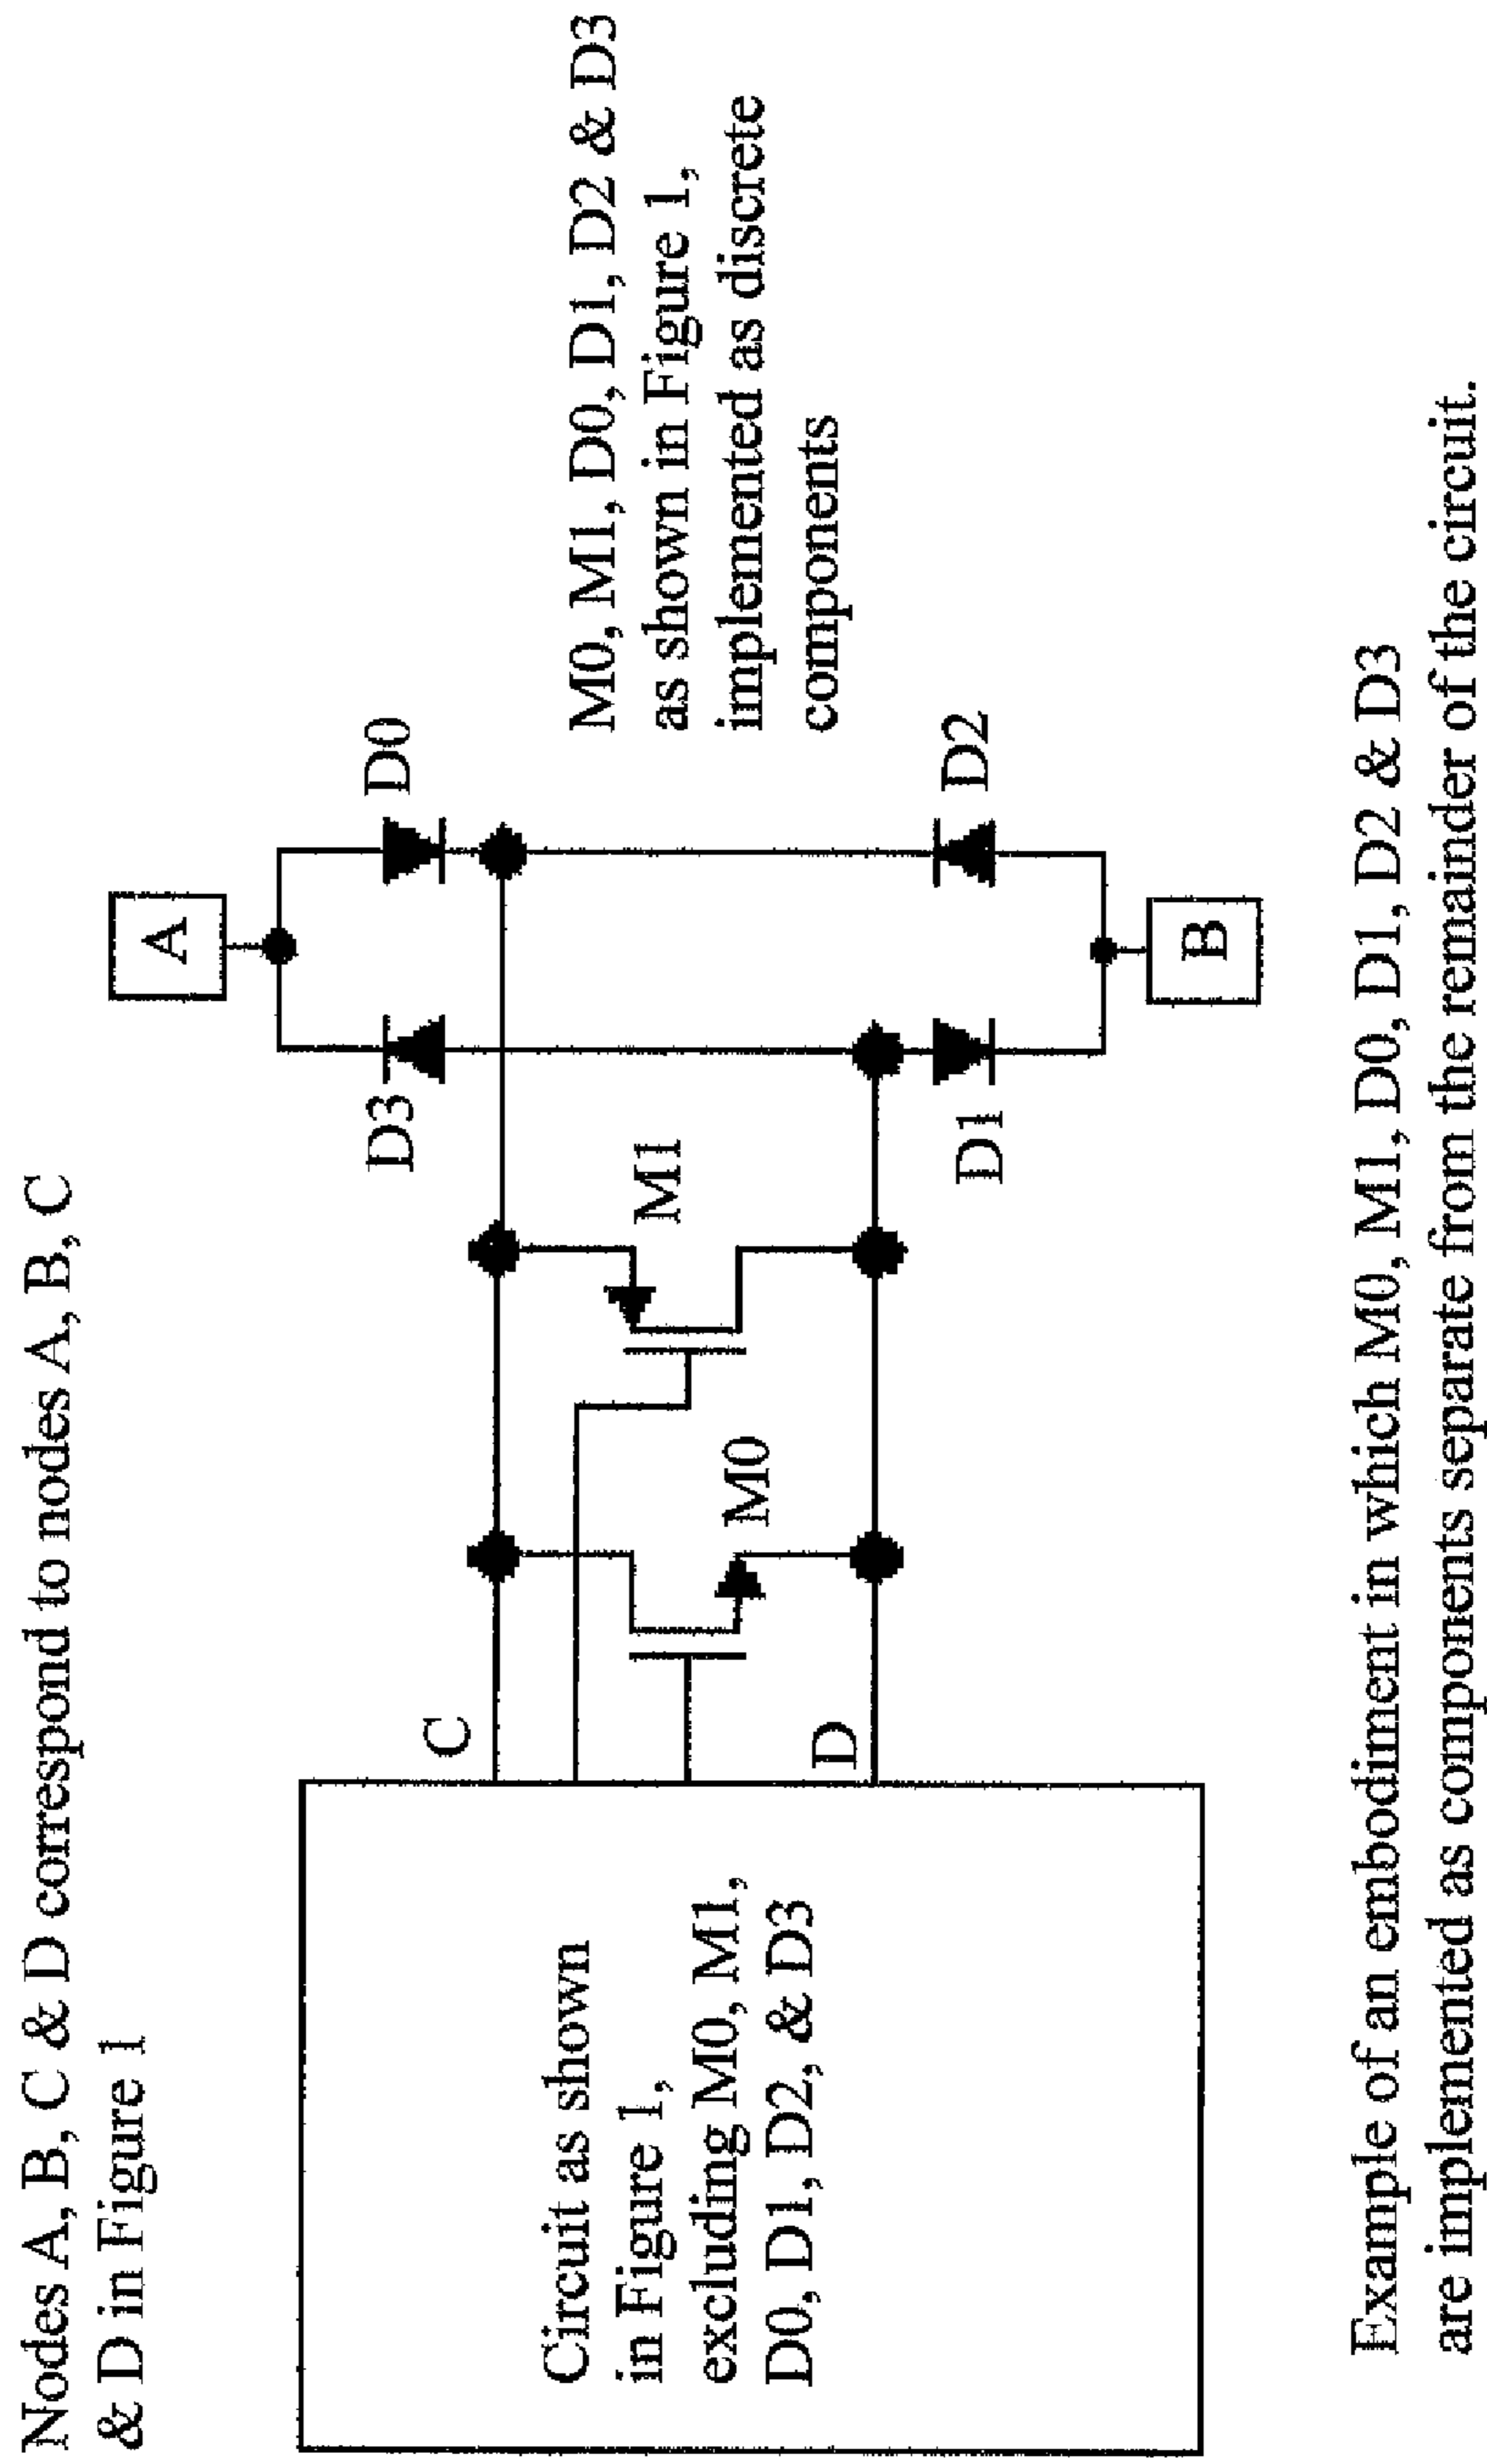 Nodes A, B, C & D correspond to nodes A, B, C
& D in Figure 1
Circuit as shown
in Figure 1,
excluding M0, M1,
D0, D1, D2, & D3
C
D
M0
M1
D3
D1
A
B
D0
D2
M0, M1, D0, D1, D2 & D3
as shown in Figure 1,
implemented as discrete
components
Example of an embodiment in which M0, M1, D0, D1, D2 & D3
are implemented as components separate from the remainder of the circuit.